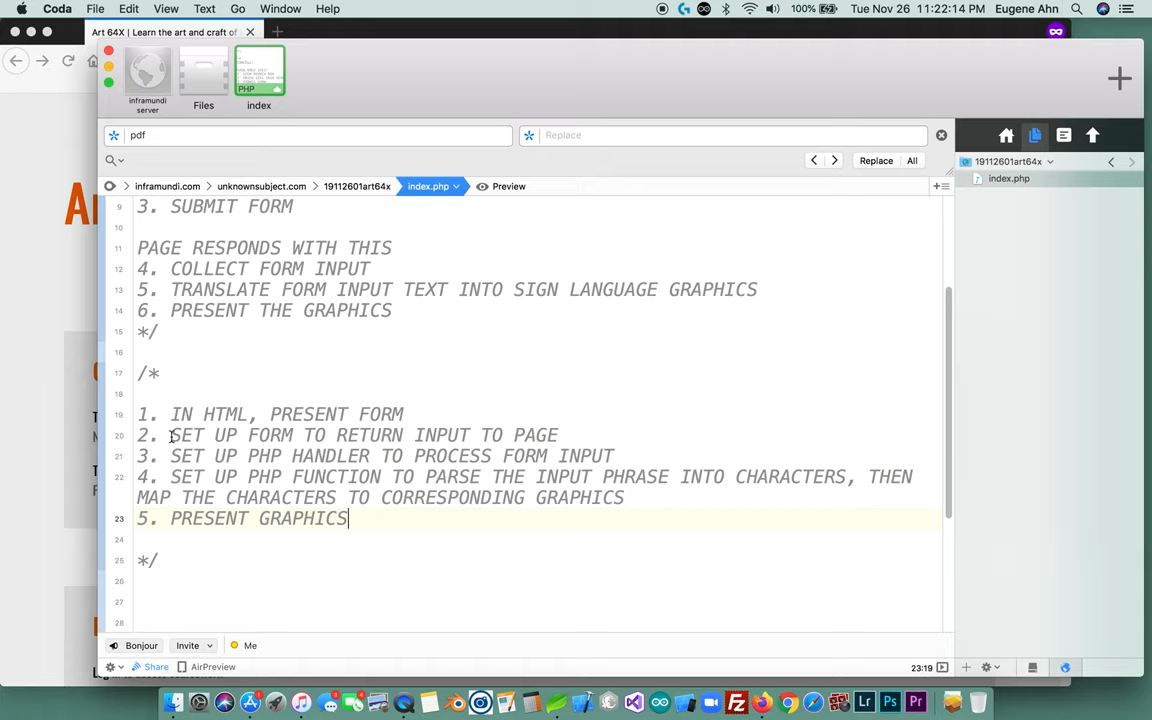 Coda File Edit View Text Go Window Help 100% Tue Nov 26 11:22:14 PM Eugene Ahn
Art 64X | Learn the art and craft of
inframundi server
Files
PHP
index
pdf
Replace
Replace All
inframundi.com unknownsubject.com 19112601art64x index.php Preview
19112601art64x
index.php
9 3. SUBMIT FORM
10
11 PAGE RESPONDS WITH THIS
12 4. COLLECT FORM INPUT
13 5. TRANSLATE FORM INPUT TEXT INTO SIGN LANGUAGE GRAPHICS
14 6. PRESENT THE GRAPHICS
15 */
16
17 /*
18
19 1. IN HTML, PRESENT FORM
20 2. SET UP FORM TO RETURN INPUT TO PAGE
21 3. SET UP PHP HANDLER TO PROCESS FORM INPUT
22 4. SET UP PHP FUNCTION TO PARSE THE INPUT PHRASE INTO CHARACTERS, THEN
MAP THE CHARACTERS TO CORRESPONDING GRAPHICS
23 5. PRESENT GRAPHICS
24
25 */
26
27
28
Bonjour Invite Me
Share AirPreview 23:19
Lr Ps Pr